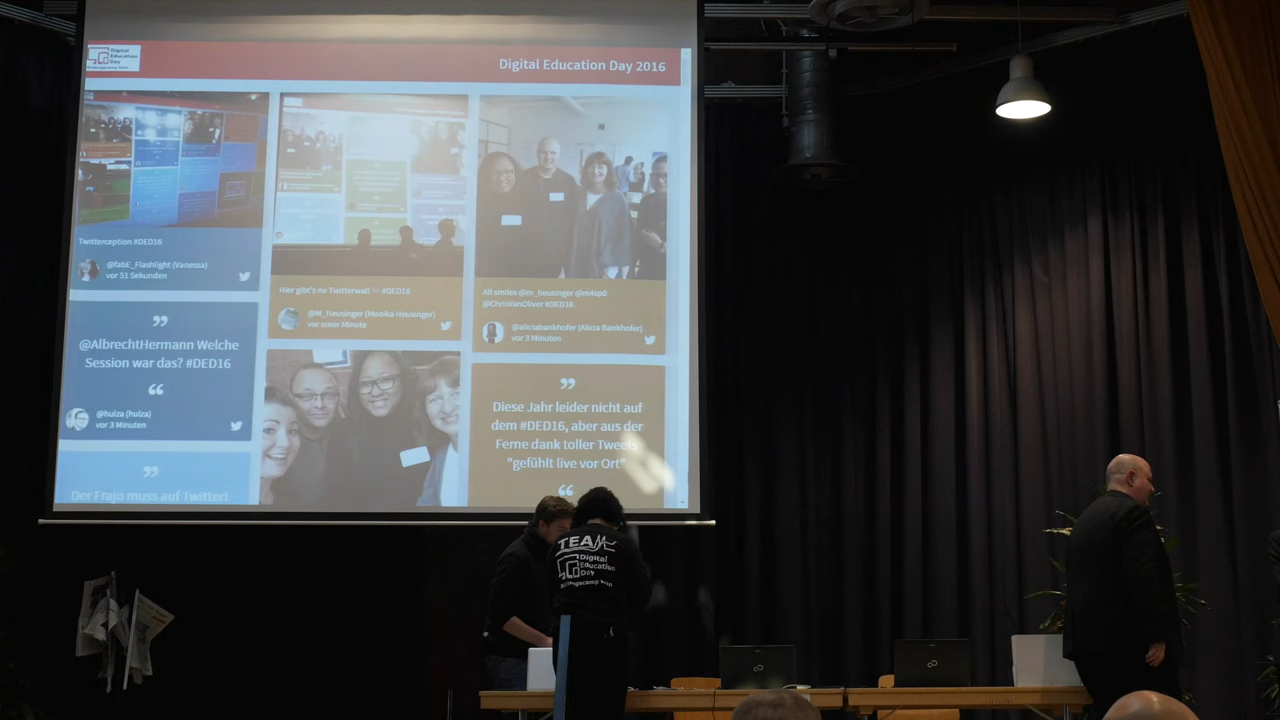 Digital
Education
Day
Digital Education Day 2016
Twitterception #DED16
@fabE_Flashlight (Vanessa)
vor 51 Sekunden
@AlbrechtHermann Welche
Session war das? #DED16
@hulza (hulza)
vor 3 Minuten
Der Frajo muss auf Twitter!
Hier gibt's ne Twitterwall #DED16
@M_Heusinger (Monika Heusinger)
vor einer Minute
All smiles @m_heusinger @m4sp0
@ChrisVanOliver #DED16
@aliciabankhofer (Alicia Bankhofer)
vor 3 Minuten
Diese Jahr leider nicht auf
dem #DED16, aber aus der
Ferne dank toller Tweets
"gefühlt live vor Ort"
TEAM
Digital
Education
Day